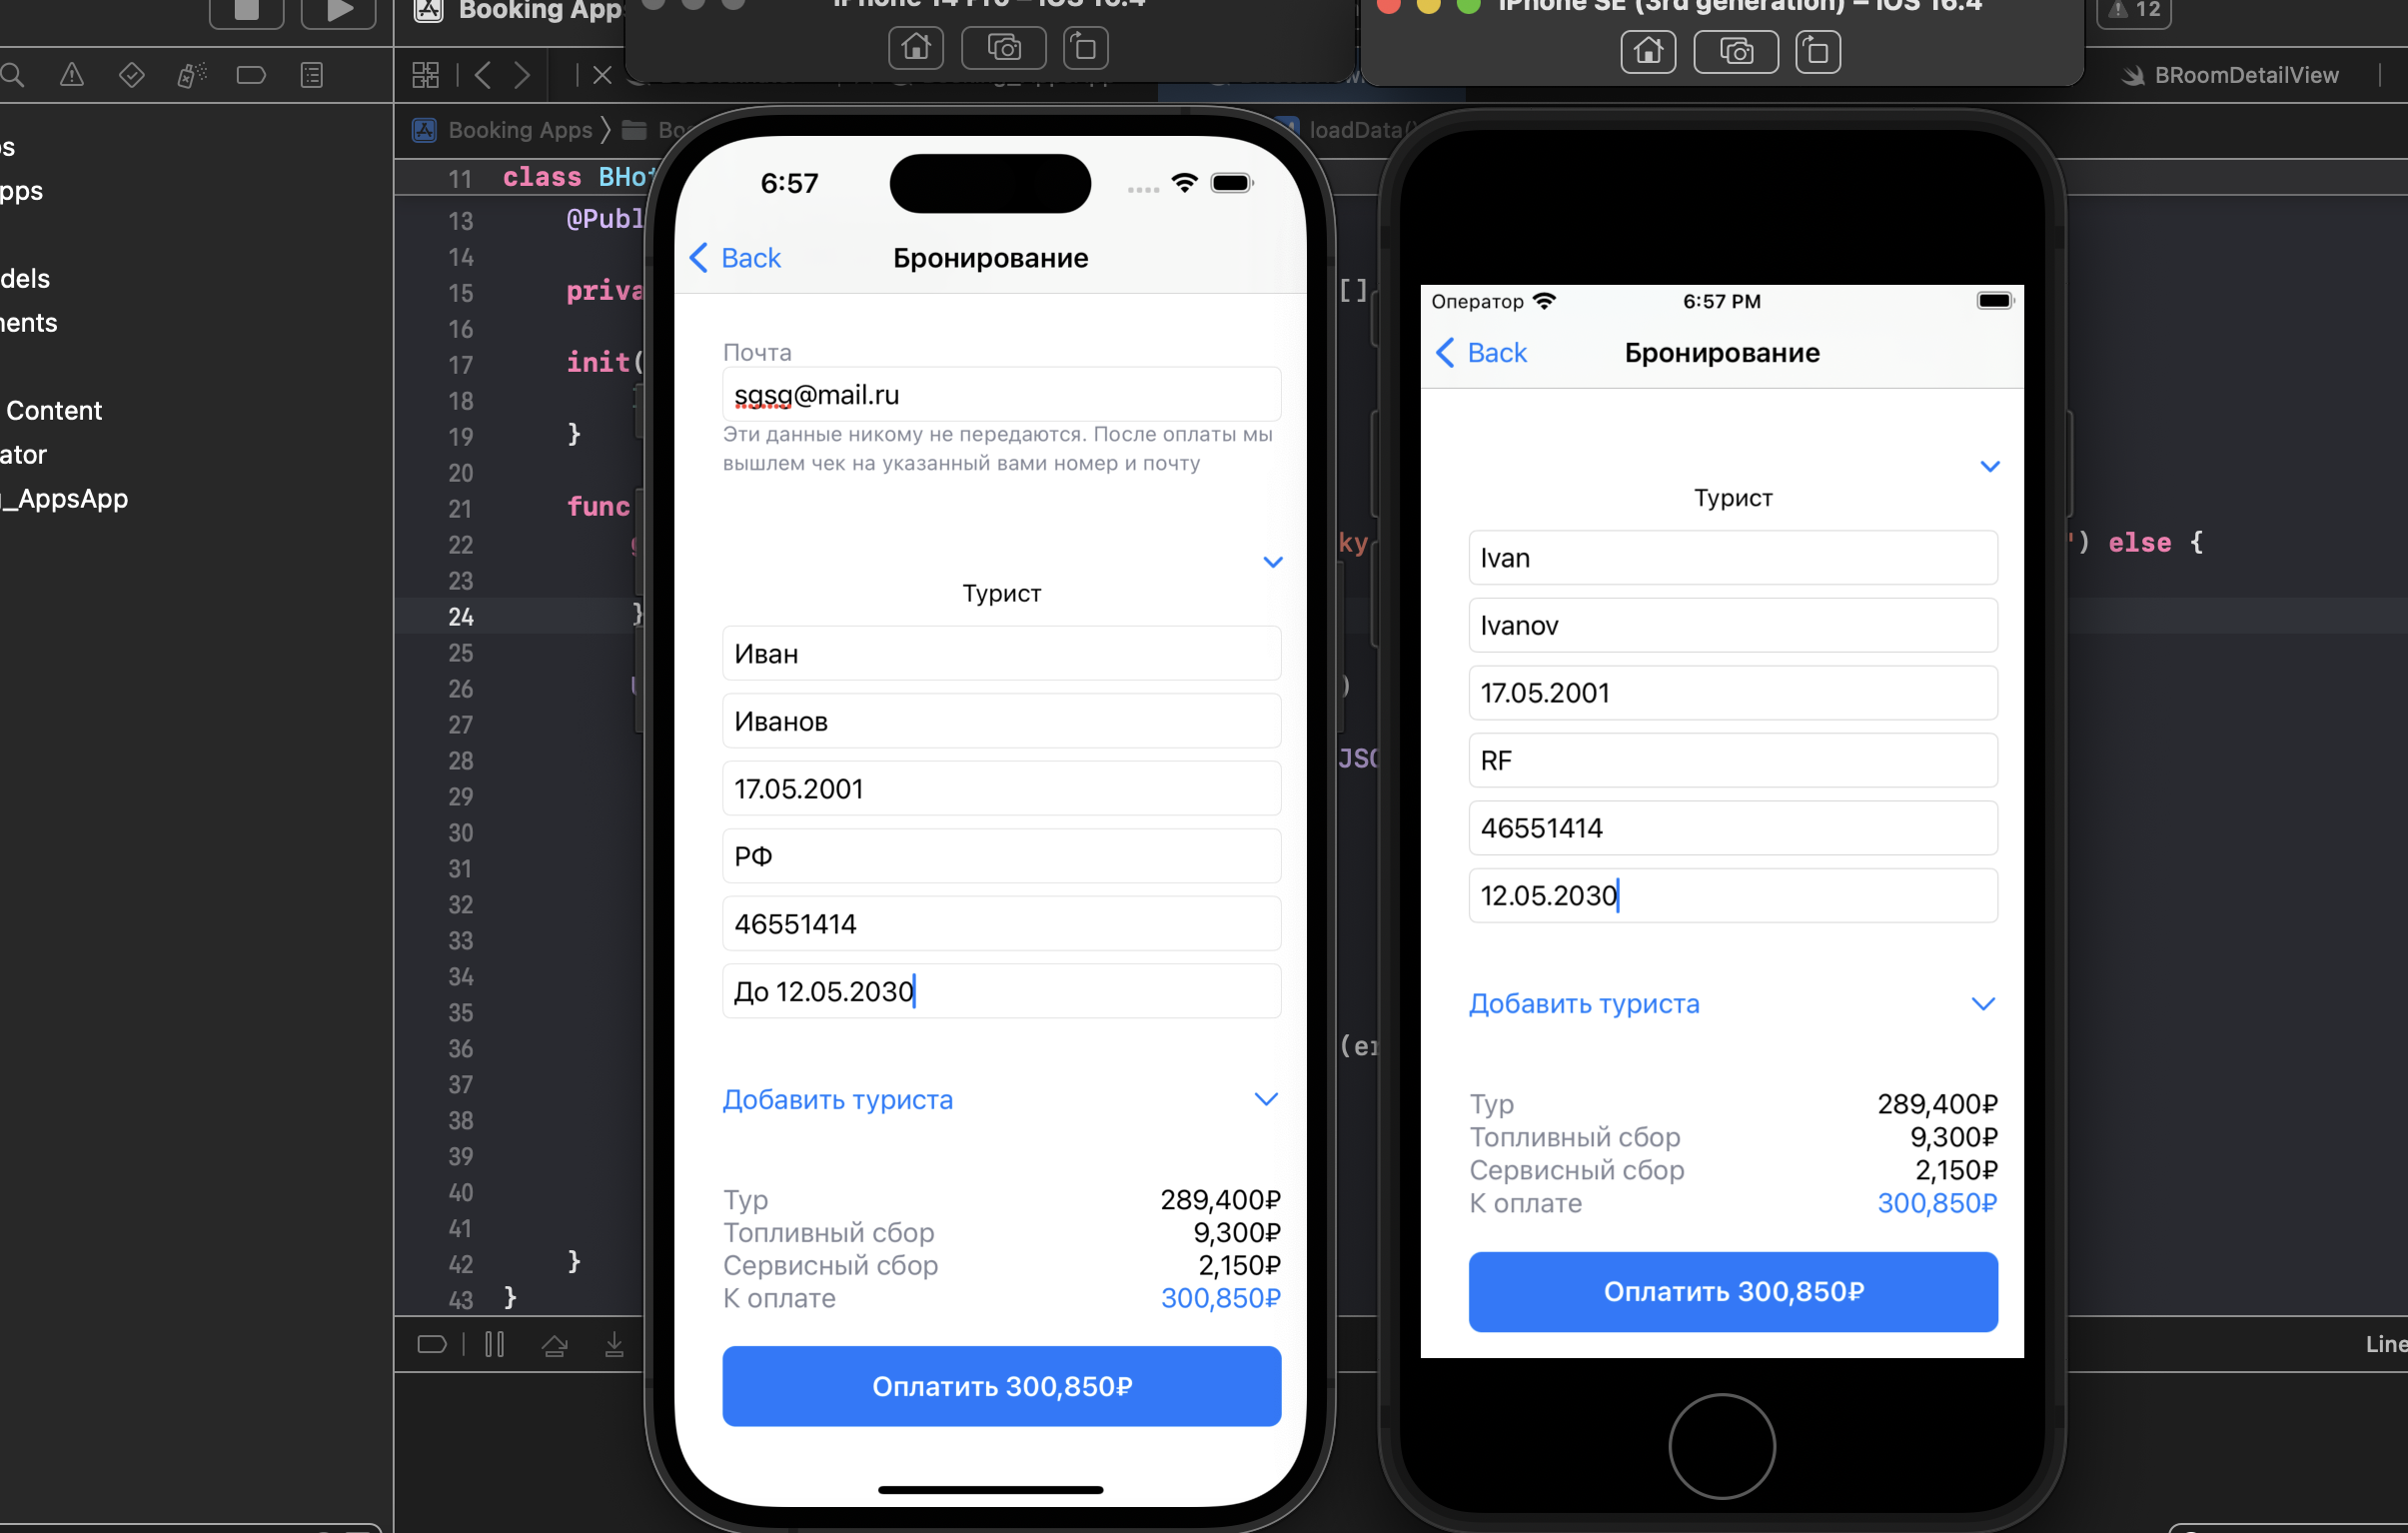 Booking App
iPhone 14 Pro – iOS 16.4
iPhone SE (3rd generation) – iOS 16.4
12
BRoomDetailView
Booking Apps
loadData()
s
pps
dels
nents
Content
ator
_AppsApp
11 class BHot
13 @Publ
14
15 priva
[]
16
17 init(
18
19 }
20
21 func
22
ky
") else {
23
24 }
25
26
)
27
28
JSO
29
30
31
32
33
34
35
36
(er
37
38
39
40
41
42 }
43 }
Line
6:57
Back
Бронирование
Почта
sgsg@mail.ru
Эти данные никому не передаются. После оплаты мы
вышлем чек на указанный вами номер и почту
Турист
Иван
Иванов
17.05.2001
РФ
46551414
До 12.05.2030
Добавить туриста
Тур 289,400₽
Топливный сбор 9,300₽
Сервисный сбор 2,150₽
К оплате 300,850₽
Оплатить 300,850₽
Оператор 6:57 PM
Back
Бронирование
Турист
Ivan
Ivanov
17.05.2001
RF
46551414
12.05.2030
Добавить туриста
Тур 289,400₽
Топливный сбор 9,300₽
Сервисный сбор 2,150₽
К оплате 300,850₽
Оплатить 300,850₽